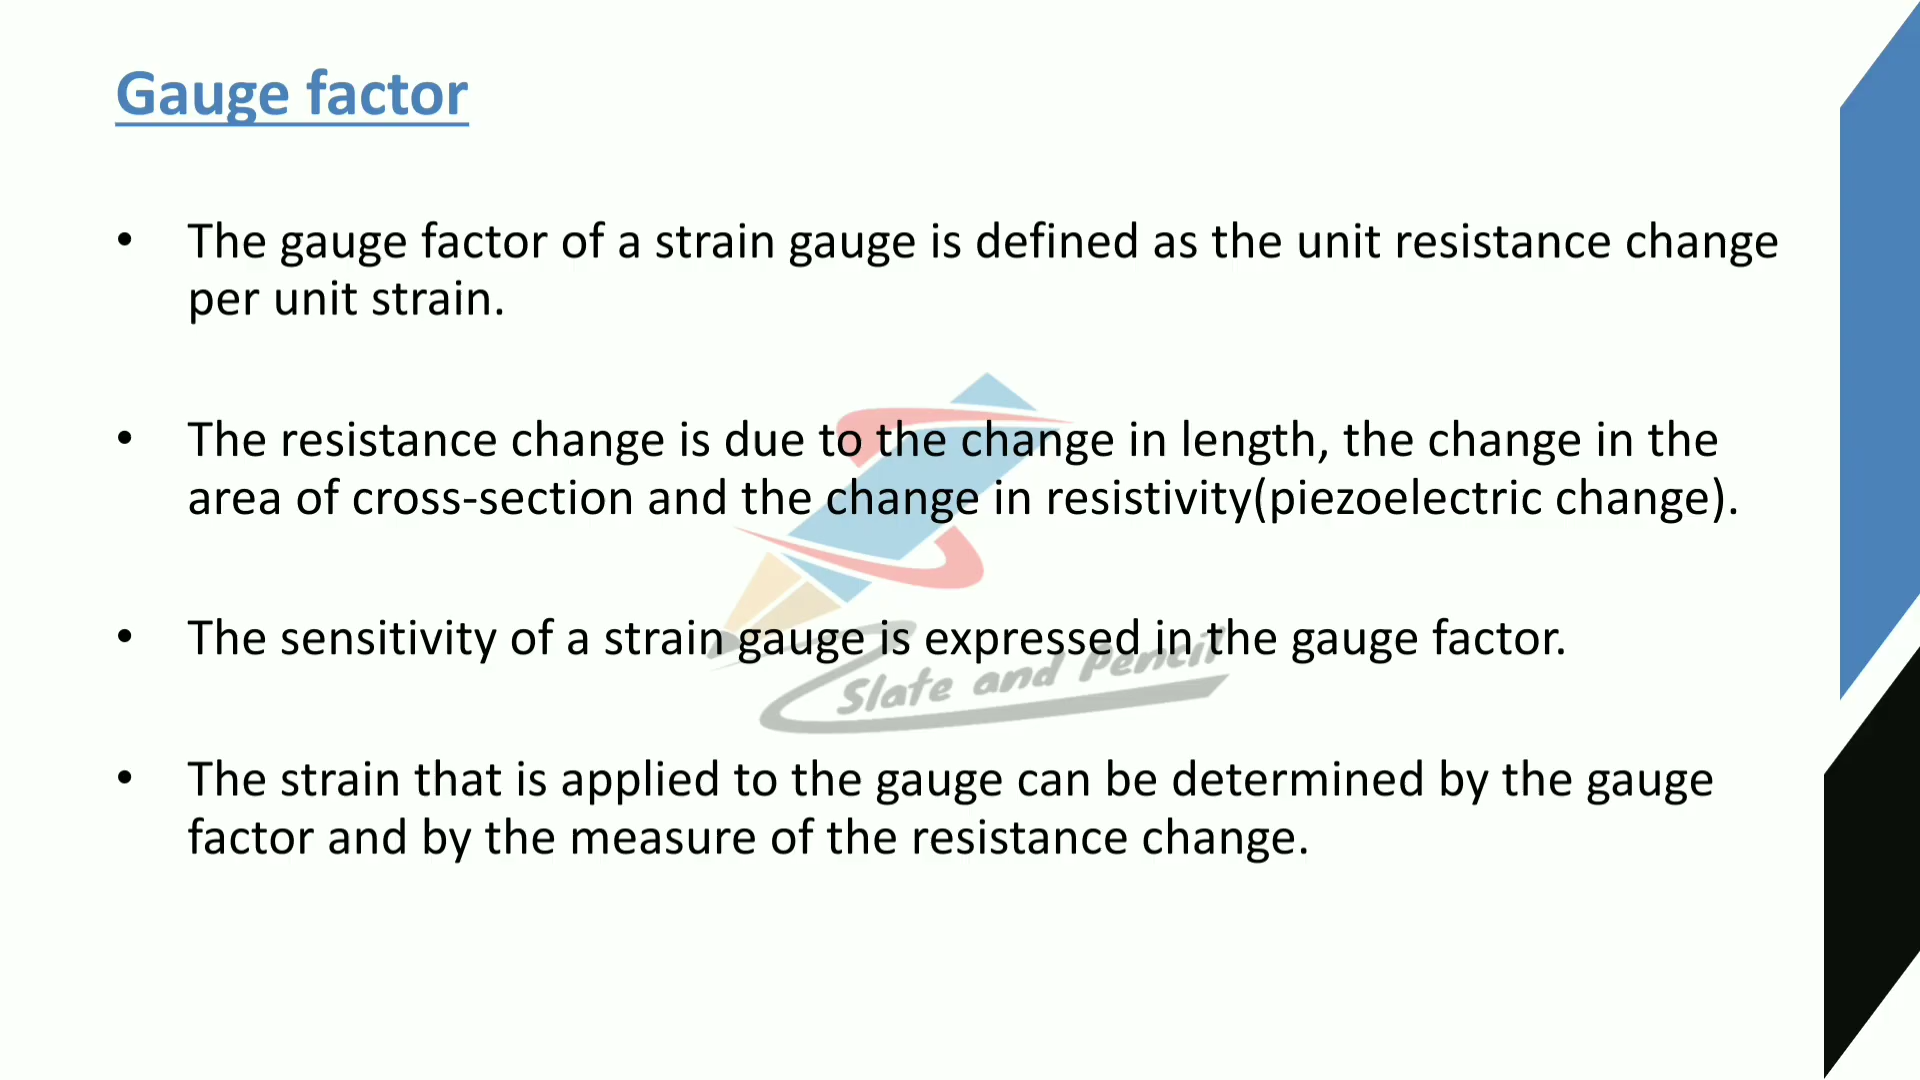 Gauge factor
• The gauge factor of a strain gauge is defined as the unit resistance change
per unit strain.
• The resistance change is due to the change in length, the change in the
area of cross-section and the change in resistivity(piezoelectric change).
• The sensitivity of a strain gauge is expressed in the gauge factor.
Slate and Pencil
• The strain that is applied to the gauge can be determined by the gauge
factor and by the measure of the resistance change.